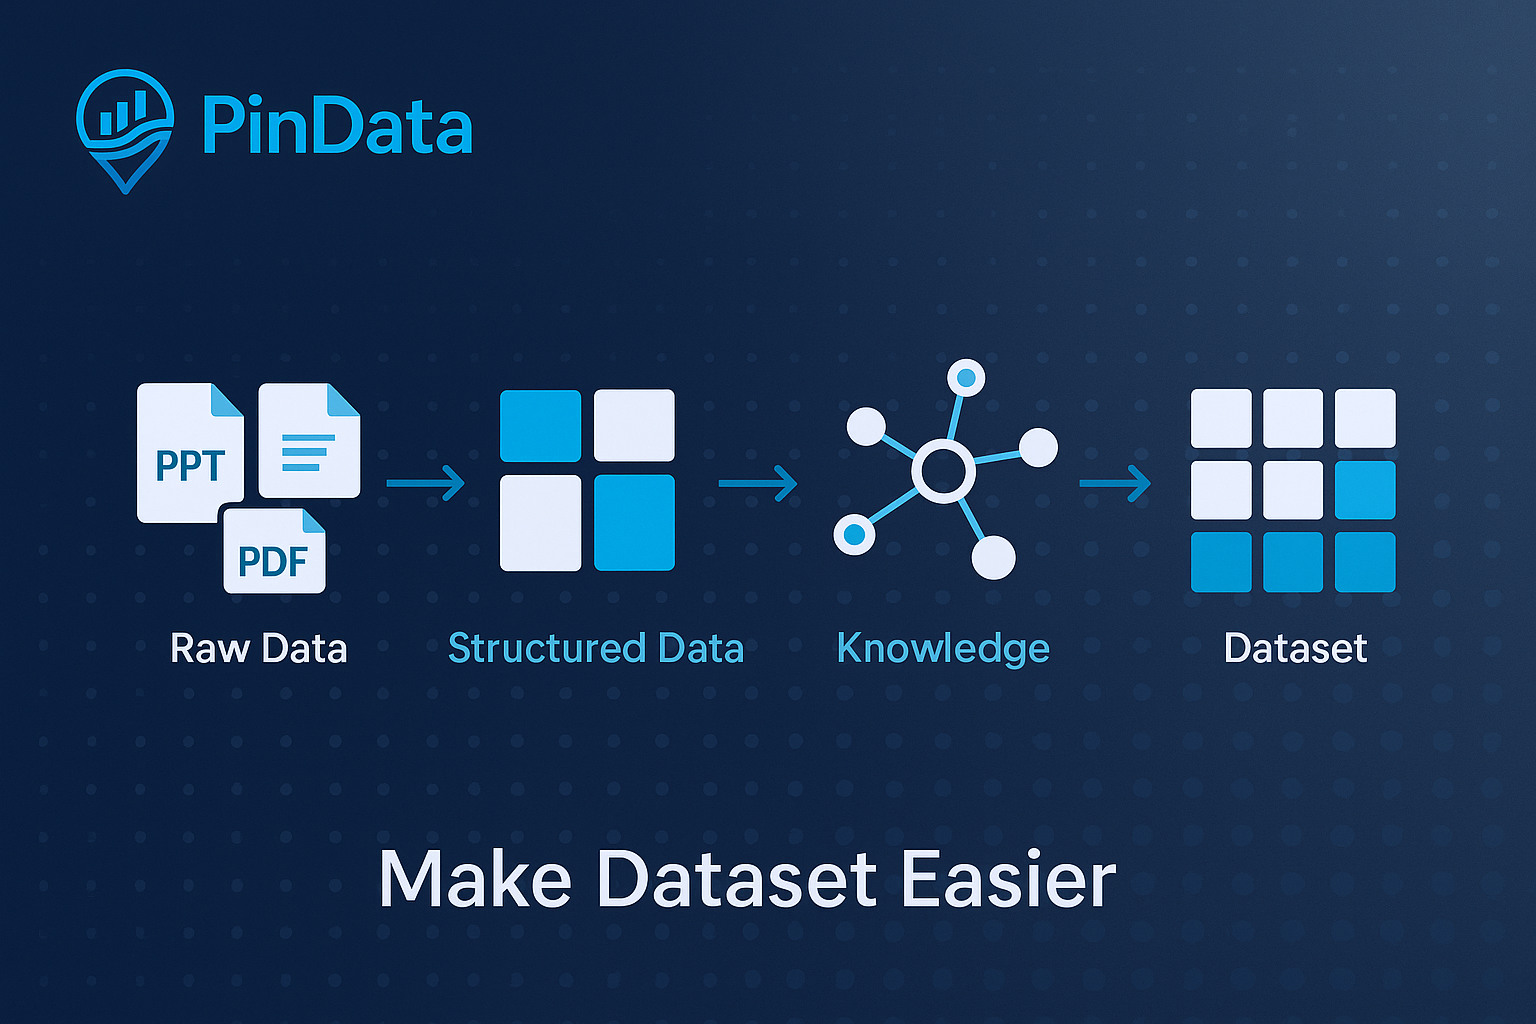 PinData
PPT
PDF
Raw Data
Structured Data
Knowledge
Dataset
Make Dataset Easier